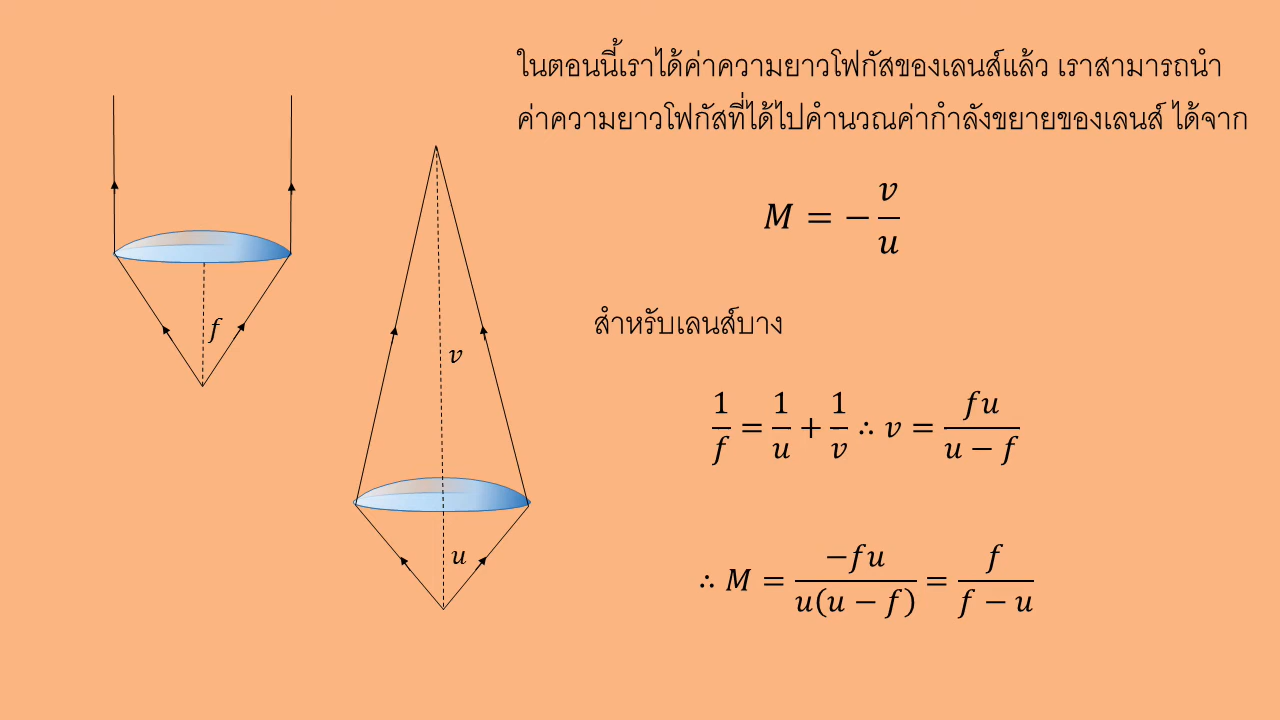 ในตอนนี้เราได้ค่าความยาวโฟกัสของเลนส์แล้ว เราสามารถนำ
ค่าความยาวโฟกัสที่ได้ไปคำนวณค่ากำลังขยายของเลนส์ ได้จาก
M = −v/u
สำหรับเลนส์บาง
f
v
1/f = 1/u + 1/v ∴ v = fu/(u − f)
u
∴ M = −fu/u(u − f) = f/(f − u)